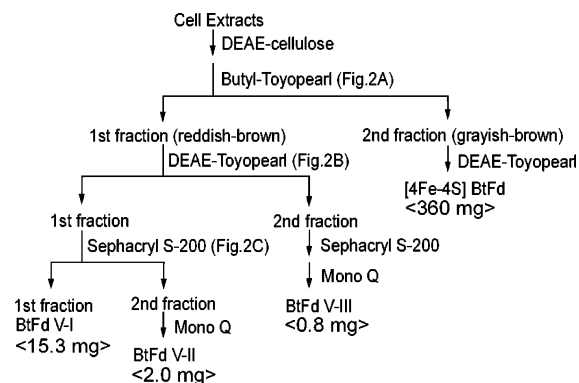 Cell Extracts
DEAE-cellulose
Butyl-Toyopearl (Fig.2A)
1st fraction (reddish-brown)
2nd fraction (grayish-brown)
DEAE-Toyopearl (Fig.2B)
DEAE-Toyopearl
[4Fe-4S] BtFd
<360 mg>
1st fraction
2nd fraction
Sephacryl S-200 (Fig.2C)
Sephacryl S-200
Mono Q
1st fraction
BtFd V-I
<15.3 mg>
2nd fraction
Mono Q
BtFd V-II
<2.0 mg>
BtFd V-III
<0.8 mg>